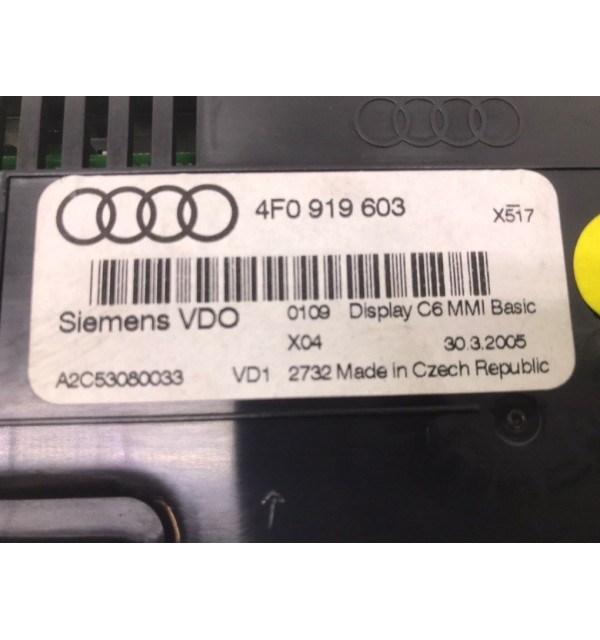 4F0 919 603 X517
Siemens VDO 0109 Display C6 MMI Basic
X04 30.3.2005
A2C53080033 VD1 2732 Made in Czech Republic